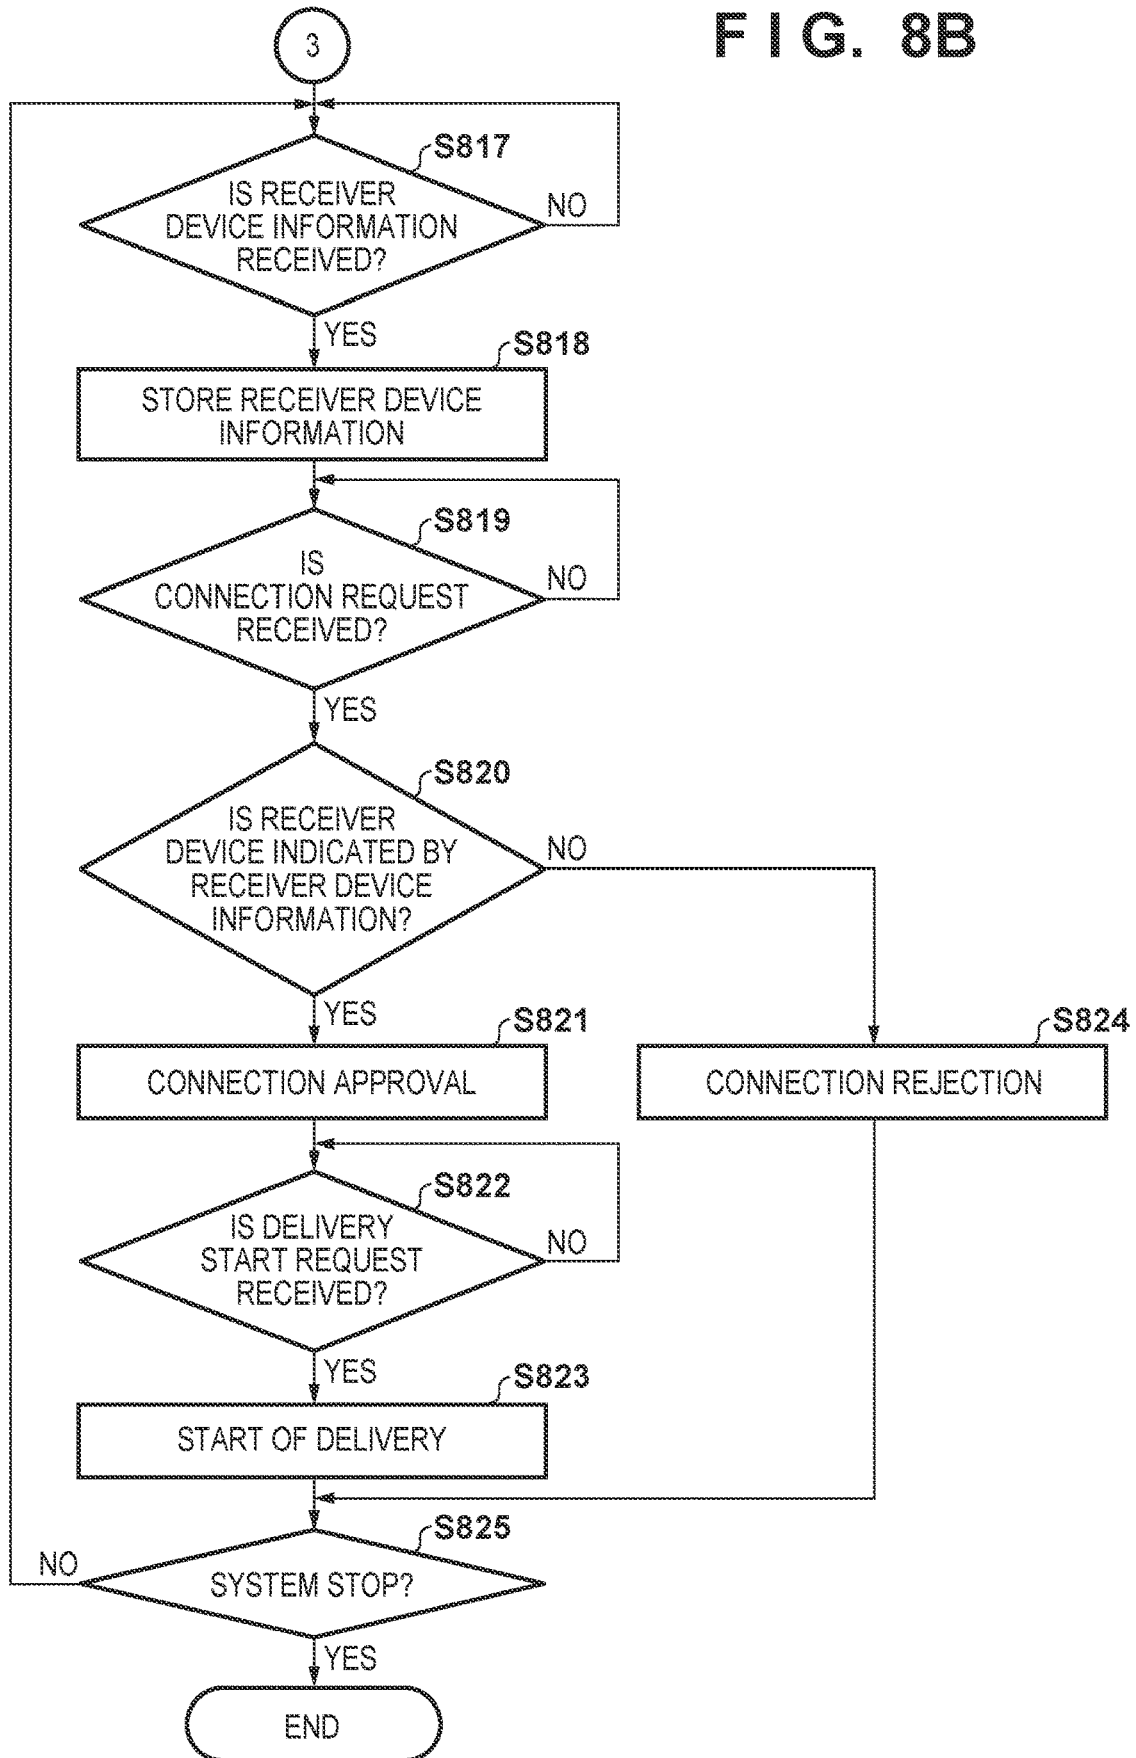 FIG. 8B
3
S817
IS RECEIVER
DEVICE INFORMATION
RECEIVED?
NO
YES
S818
STORE RECEIVER DEVICE
INFORMATION
S819
IS
CONNECTION REQUEST
RECEIVED?
NO
YES
S820
IS RECEIVER
DEVICE INDICATED BY
RECEIVER DEVICE
INFORMATION?
NO
YES
S821
CONNECTION APPROVAL
S824
CONNECTION REJECTION
S822
IS DELIVERY
START REQUEST
RECEIVED?
NO
YES
S823
START OF DELIVERY
S825
NO
SYSTEM STOP?
YES
END